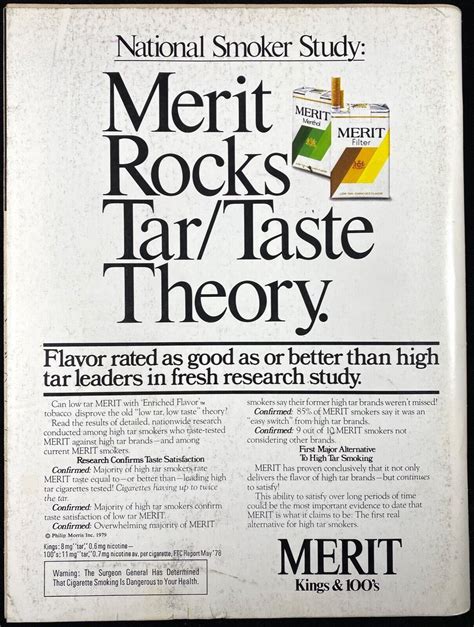 National Smoker Study:
Merit
Rocks
Tar/Taste
Theory.
MERIT
Menthol
MERIT
Filter
Flavor rated as good as or better than high
tar leaders in fresh research study.
Can low tar MERIT with 'Enriched Flavor'™
tobacco disprove the old "low tar, low taste" theory?
Read the results of detailed, nationwide research
conducted among high tar smokers who taste-tested
MERIT against high tar brands—and among
current MERIT smokers.
Research Confirms Taste Satisfaction
Confirmed: Majority of high tar smokers rate
MERIT taste equal to—or better than—leading high
tar cigarettes tested! Cigarettes having up to twice
the tar.
Confirmed: Majority of high tar smokers confirm
taste satisfaction of low tar MERIT.
Confirmed: Overwhelming majority of MERIT
© Philip Morris Inc. 1979
Kings: 8 mg "tar," 0.6 mg nicotine—
100's: 11 mg "tar," 0.7 mg nicotine av. per cigarette, FTC Report May '78
Warning: The Surgeon General Has Determined
That Cigarette Smoking Is Dangerous to Your Health.
smokers say their former high tar brands weren't missed!
Confirmed: 85% of MERIT smokers say it was an
"easy switch" from high tar brands.
Confirmed: 9 out of 10 MERIT smokers not
considering other brands.
First Major Alternative
To High Tar Smoking
MERIT has proven conclusively that it not only
delivers the flavor of high tar brands—but continues
to satisfy!
This ability to satisfy over long periods of time
could be the most important evidence to date that
MERIT is what it claims to be: The first real
alternative for high tar smokers.
MERIT
Kings & 100's